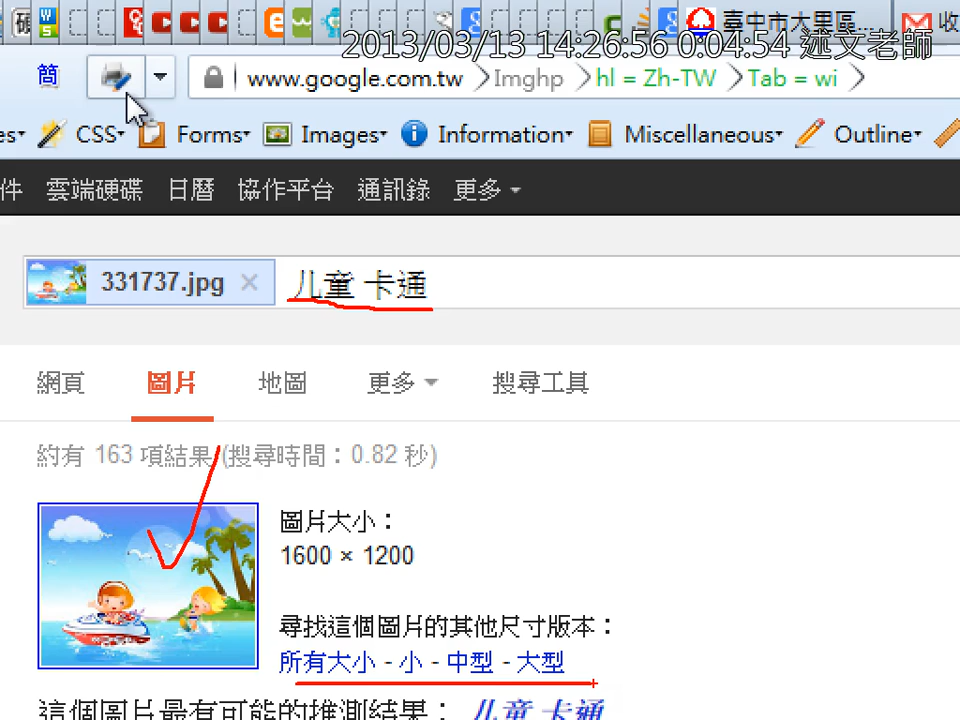 臺中市大里區...
2013/03/13 14:26:56 0:04:54 述文老師
簡 www.google.com.tw Imghp hl = Zh-TW Tab = wi
es CSS Forms Images Information Miscellaneous Outline
件 雲端硬碟 日曆 協作平台 通訊錄 更多
331737.jpg × 儿童 卡通
網頁 圖片 地圖 更多 搜尋工具
約有 163 項結果 (搜尋時間：0.82 秒)
圖片大小：
1600 × 1200
尋找這個圖片的其他尺寸版本：
所有大小 - 小 - 中型 - 大型
這個圖片最有可能的推測結果： 儿童 卡通